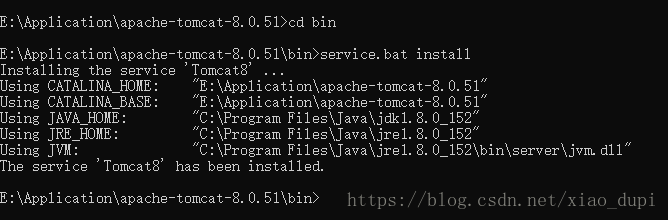 E:\Application\apache-tomcat-8.0.51>cd bin
E:\Application\apache-tomcat-8.0.51\bin>service.bat install
Installing the service 'Tomcat8' ...
Using CATALINA_HOME:    "E:\Application\apache-tomcat-8.0.51"
Using CATALINA_BASE:    "E:\Application\apache-tomcat-8.0.51"
Using JAVA_HOME:        "C:\Program Files\Java\jdk1.8.0_152"
Using JRE_HOME:         "C:\Program Files\Java\jre1.8.0_152"
Using JVM:              "C:\Program Files\Java\jre1.8.0_152\bin\server\jvm.dll"
The service 'Tomcat8' has been installed.
E:\Application\apache-tomcat-8.0.51\bin>
https://blog.csdn.net/xiao_dupi